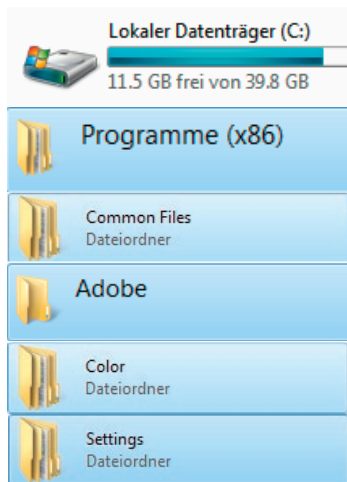 Lokaler Datenträger (C:)
11.5 GB frei von 39.8 GB
Programme (x86)
Common Files
Dateiordner
Adobe
Color
Dateiordner
Settings
Dateiordner